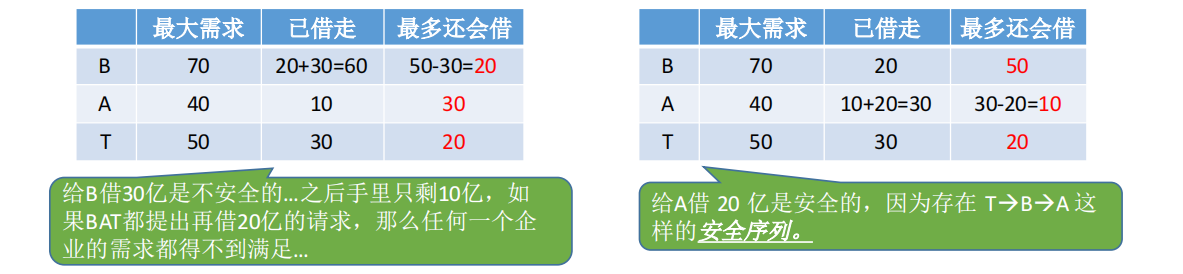 最大需求 已借走 最多还会借
B 70 20+30=60 50-30=20
A 40 10 30
T 50 30 20
给B借30亿是不安全的…之后手里只剩10亿，如
果BAT都提出再借20亿的请求，那么任何一个企
业的需求都得不到满足…
最大需求 已借走 最多还会借
B 70 20 50
A 40 10+20=30 30-20=10
T 50 30 20
给A借 20 亿是安全的，因为存在 T→B→A 这
样的安全序列。